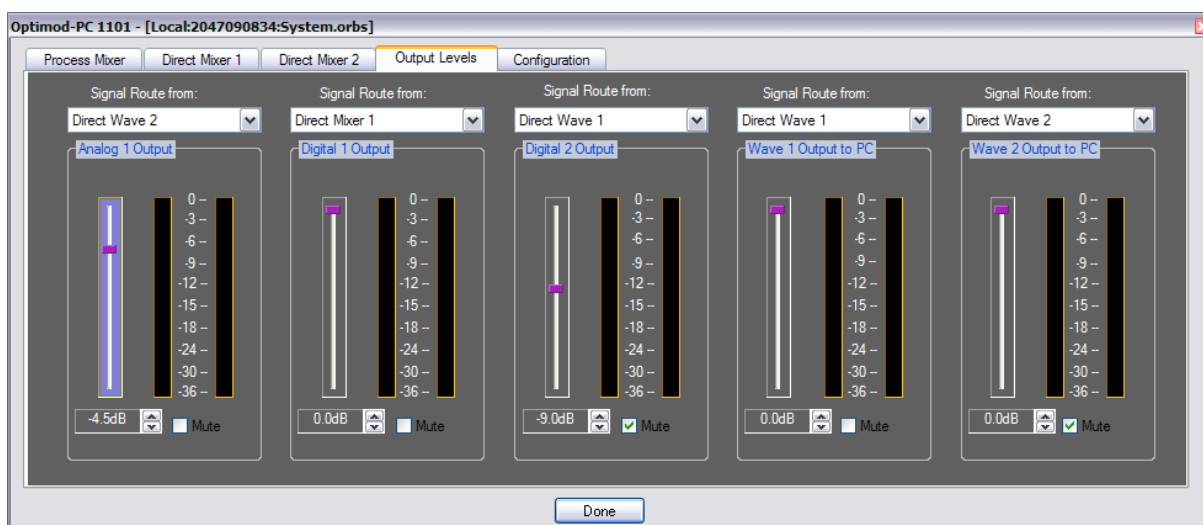 Optimod-PC 1101 - [Local:2047090834:System.orbs]
Process Mixer
Direct Mixer 1
Direct Mixer 2
Output Levels
Configuration
Signal Route from:
Direct Wave 2
Analog 1 Output
0 --
-3 --
-6 --
-9 --
-12 --
-15 --
-18 --
-24 --
-30 --
-36 --
-4.5dB
Mute
Signal Route from:
Direct Mixer 1
Digital 1 Output
0 --
-3 --
-6 --
-9 --
-12 --
-15 --
-18 --
-24 --
-30 --
-36 --
0.0dB
Mute
Signal Route from:
Direct Wave 1
Digital 2 Output
0 --
-3 --
-6 --
-9 --
-12 --
-15 --
-18 --
-24 --
-30 --
-36 --
-9.0dB
Mute
Signal Route from:
Direct Wave 1
Wave 1 Output to PC
0 --
-3 --
-6 --
-9 --
-12 --
-15 --
-18 --
-24 --
-30 --
-36 --
0.0dB
Mute
Signal Route from:
Direct Wave 2
Wave 2 Output to PC
0 --
-3 --
-6 --
-9 --
-12 --
-15 --
-18 --
-24 --
-30 --
-36 --
0.0dB
Mute
Done